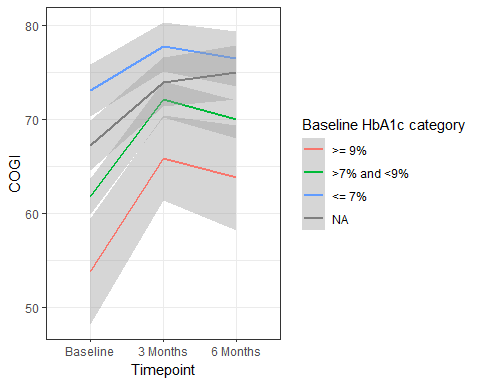 80
70
60
50
COGI
Baseline 3 Months 6 Months
Timepoint
Baseline HbA1c category
>= 9%
>7% and <9%
<= 7%
NA